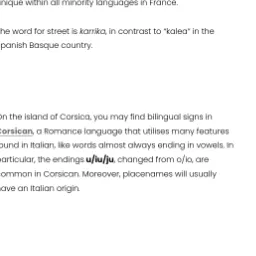 nique within all minority languages in France.
he word for street is karrika, in contrast to “kalea” in the
panish Basque country.
n the island of Corsica, you may find bilingual signs in
orsican, a Romance language that utilises many features
ound in Italian, like words almost always ending in vowels. In
articular, the endings u/iu/ju, changed from o/io, are
ommon in Corsican. Moreover, placenames will usually
ave an Italian origin.